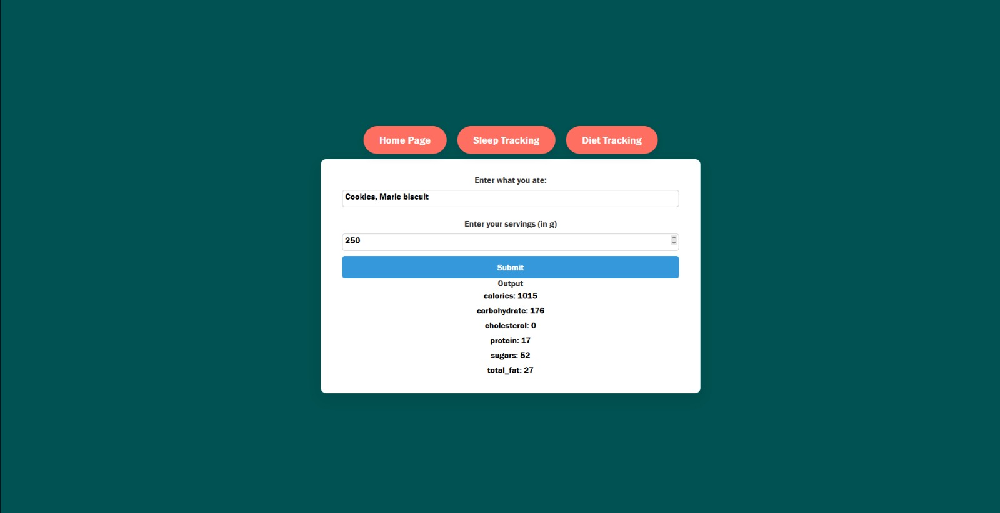 Home Page Sleep Tracking Diet Tracking
Enter what you ate:
Cookies, Marie biscuit
Enter your servings (in g)
250
Submit
Output
calories: 1015
carbohydrate: 176
cholesterol: 0
protein: 17
sugars: 52
total_fat: 27